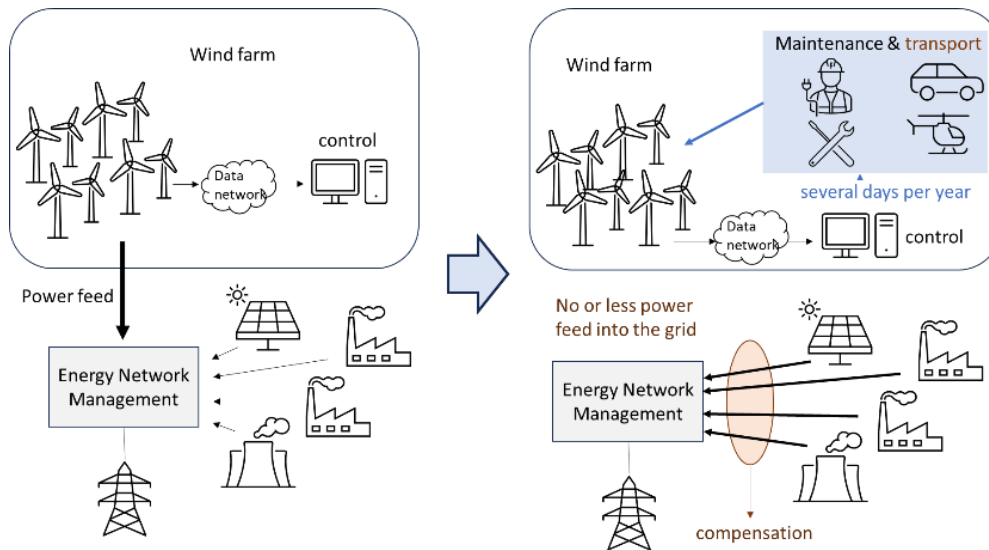 Wind farm
control
Data
network
Power feed
Energy Network
Management
Maintenance & transport
Wind farm
several days per year
Data
network
control
No or less power
feed into the grid
Energy Network
Management
compensation